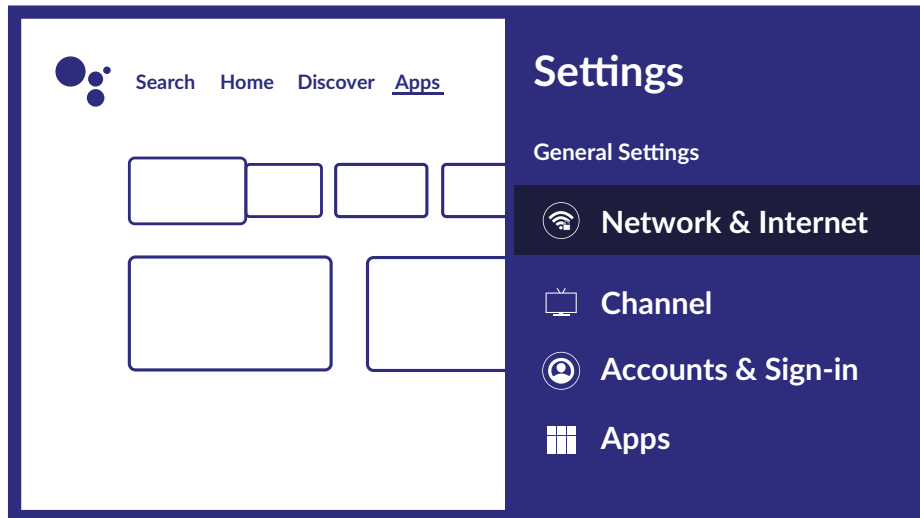 Search Home Discover Apps
Settings
General Settings
Network & Internet
Channel
Accounts & Sign-in
Apps